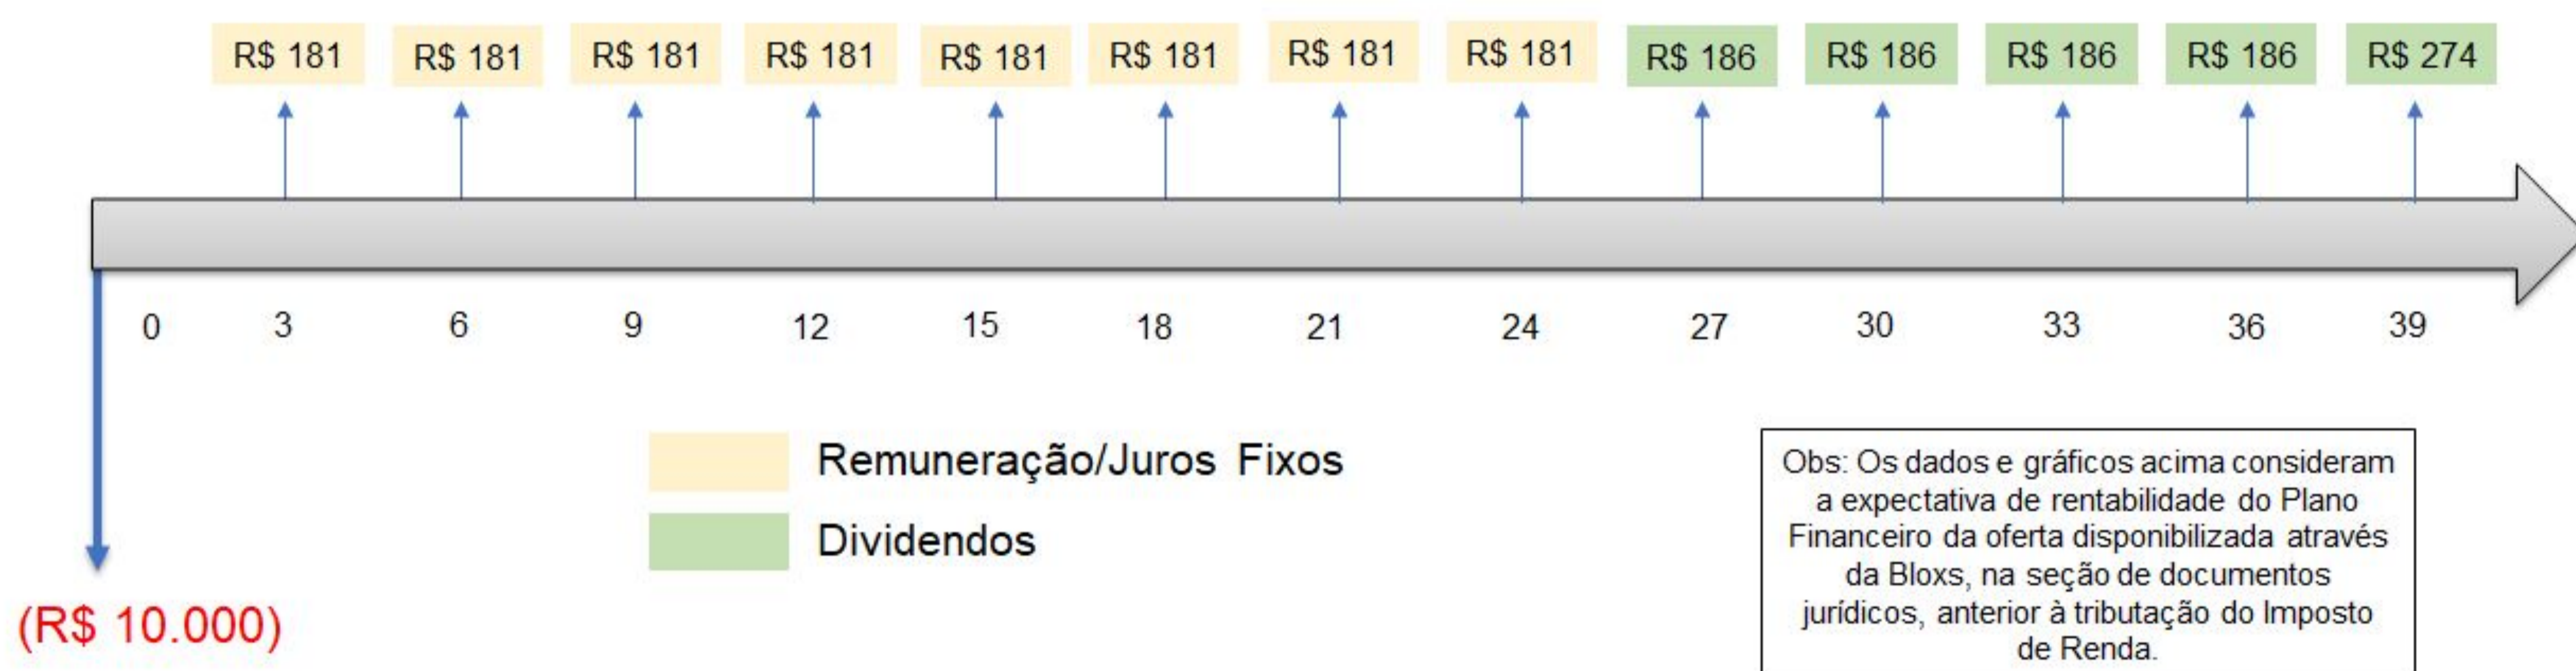 R$ 181 R$ 181 R$ 181 R$ 181 R$ 181 R$ 181 R$ 181 R$ 181 R$ 186 R$ 186 R$ 186 R$ 186 R$ 274
0 3 6 9 12 15 18 21 24 27 30 33 36 39
(R$ 10.000)
Remuneração/Juros Fixos
Dividendos
Obs: Os dados e gráficos acima consideram
a expectativa de rentabilidade do Plano
Financeiro da oferta disponibilizada através
da Bloxs, na seção de documentos
jurídicos, anterior à tributação do Imposto
de Renda.